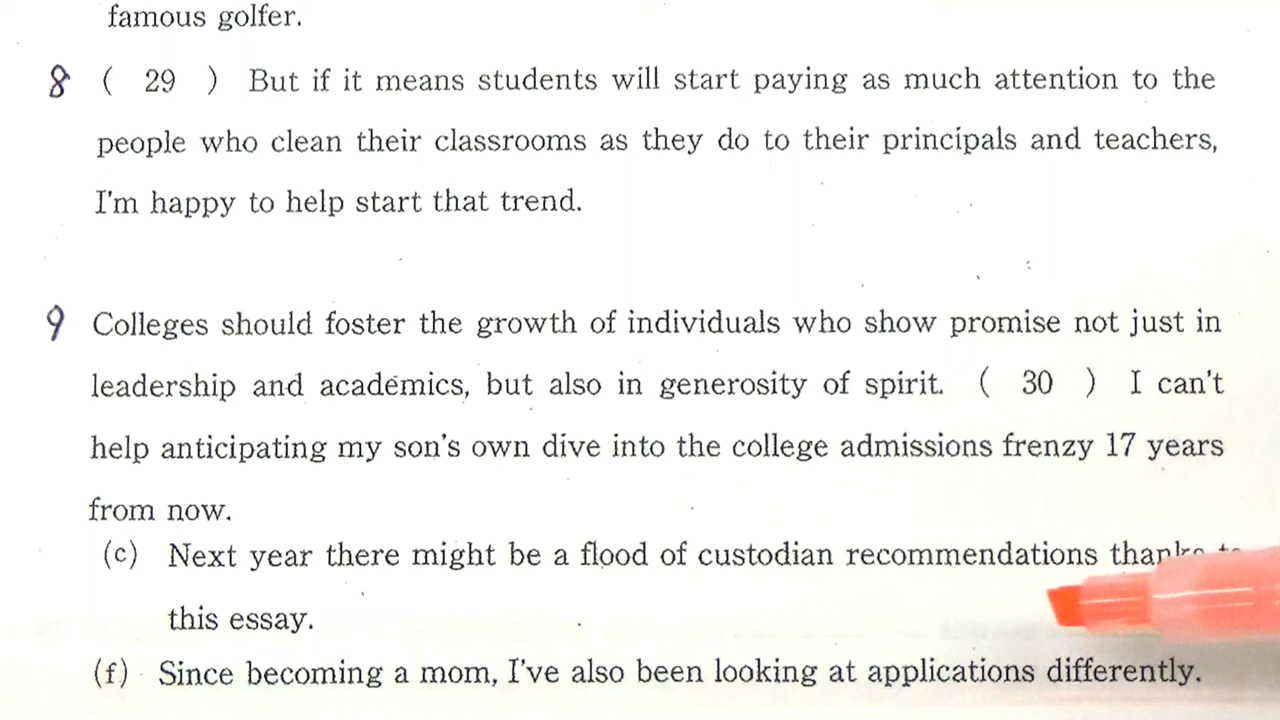 famous golfer.
8 ( 29 ) But if it means students will start paying as much attention to the
people who clean their classrooms as they do to their principals and teachers,
I'm happy to help start that trend.
9 Colleges should foster the growth of individuals who show promise not just in
leadership and academics, but also in generosity of spirit. ( 30 ) I can't
help anticipating my son's own dive into the college admissions frenzy 17 years
from now.
(c) Next year there might be a flood of custodian recommendations thanks to
this essay.
(f) Since becoming a mom, I've also been looking at applications differently.